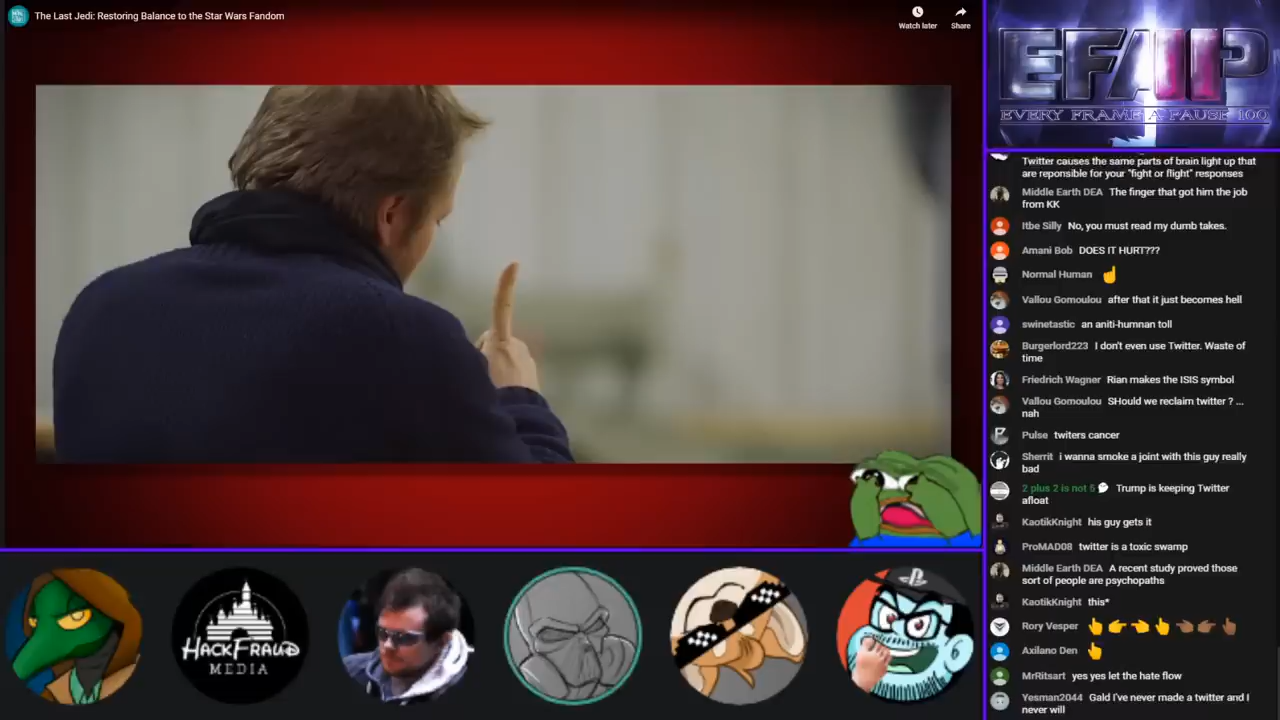 The Last Jedi: Restoring Balance to the Star Wars Fandom
Watch later
Share
EFAP
EVERY FRAME A PAUSE 100
Twitter causes the same parts of brain light up that
are reponsible for your "fight or flight" responses
Middle Earth DEA The finger that got him the job
from KK
Itbe Silly No, you must read my dumb takes.
Amani Bob DOES IT HURT???
Normal Human ☝
Vallou Gomoulou after that it just becomes hell
swinetastic an aniti-humnan toll
Burgerlord223 I don't even use Twitter. Waste of
time
Friedrich Wagner Rian makes the ISIS symbol
Vallou Gomoulou SHould we reclaim twitter ? ...
nah
Pulse twiters cancer
Sherrit i wanna smoke a joint with this guy really
bad
2 plus 2 is not 5 Trump is keeping Twitter
afloat
KaotikKnight his guy gets it
ProMAD08 twitter is a toxic swamp
Middle Earth DEA A recent study proved those
sort of people are psychopaths
KaotikKnight this*
Rory Vesper 👆👉👈👆👈🏾👉🏾👆🏾
Axilano Den 👆
MrRitsart yes yes let the hate flow
Yesman2044 Gald I've never made a twitter and I
never will
HACKFRAUD
MEDIA